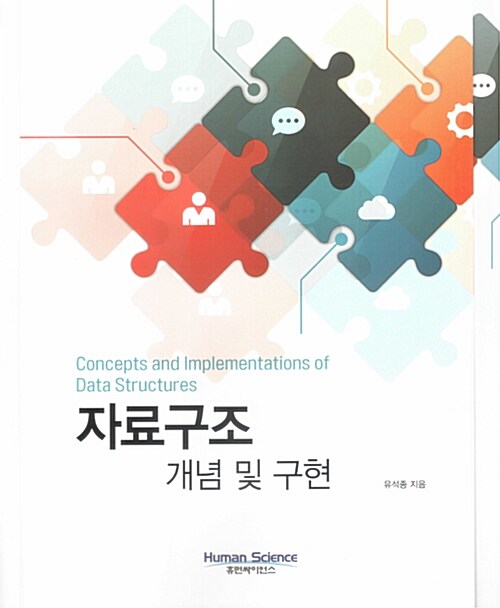 Concepts and Implementations of
Data Structures
자료구조
개념 및 구현
유석종 지음
Human Science
휴먼싸이언스